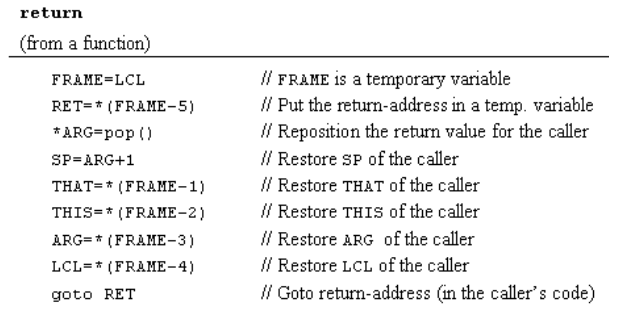 return
(from a function)
FRAME=LCL // FRAME is a temporary variable
RET=*(FRAME-5) // Put the return-address in a temp. variable
*ARG=pop() // Reposition the return value for the caller
SP=ARG+1 // Restore SP of the caller
THAT=*(FRAME-1) // Restore THAT of the caller
THIS=*(FRAME-2) // Restore THIS of the caller
ARG=*(FRAME-3) // Restore ARG of the caller
LCL=*(FRAME-4) // Restore LCL of the caller
goto RET // Goto return-address (in the caller's code)